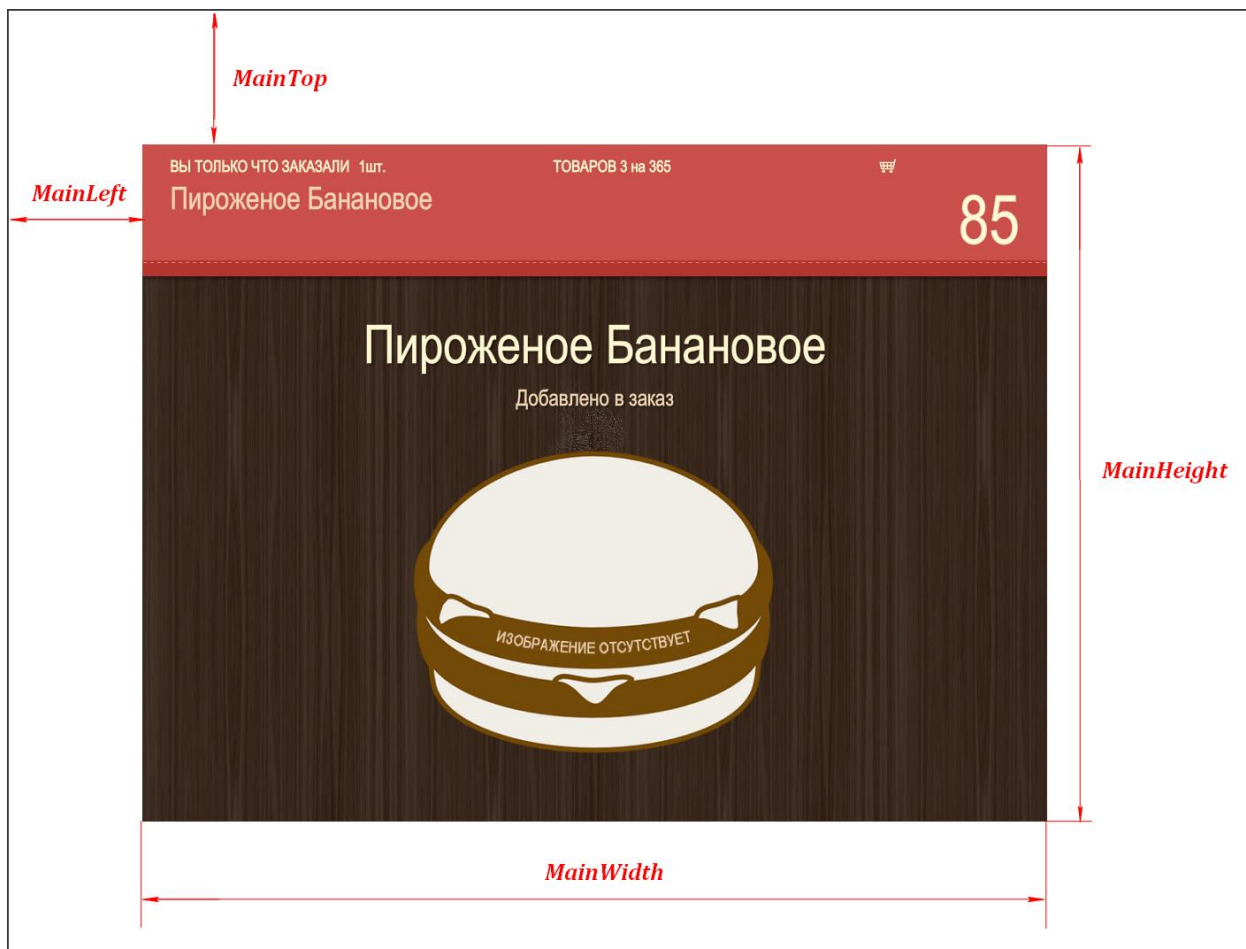 MainTop
ВЫ ТОЛЬКО ЧТО ЗАКАЗАЛИ 1шт.
ТОВАРОВ 3 на 365
MainLeft
Пироженое Банановое
85
Пироженое Банановое
Добавлено в заказ
MainHeight
ИЗОБРАЖЕНИЕ ОТСУТСТВУЕТ
MainWidth